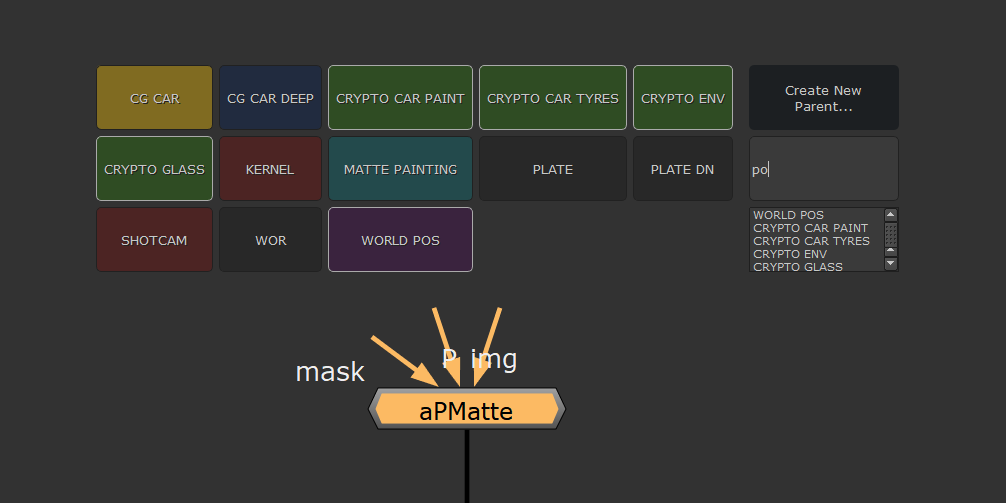 CG CAR
CG CAR DEEP
CRYPTO CAR PAINT
CRYPTO CAR TYRES
CRYPTO ENV
Create New
Parent...
CRYPTO GLASS
KERNEL
MATTE PAINTING
PLATE
PLATE DN
po
SHOTCAM
WOR
WORLD POS
WORLD POS
CRYPTO CAR PAINT
CRYPTO CAR TYRES
CRYPTO ENV
CRYPTO GLASS
mask
P
img
aPMatte